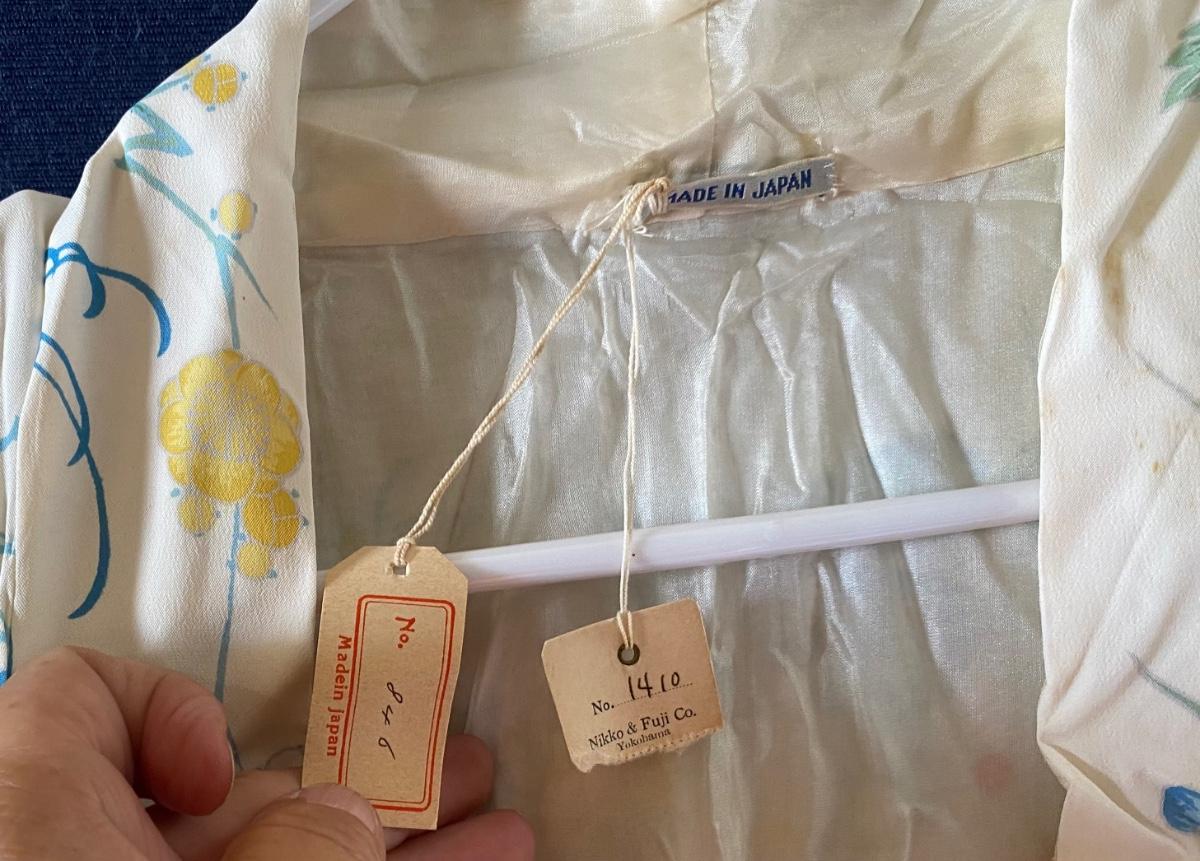 MADE IN JAPAN
No. 846
Madein Japan
No. 1410
Nikko & Fuji Co.
Yokohama